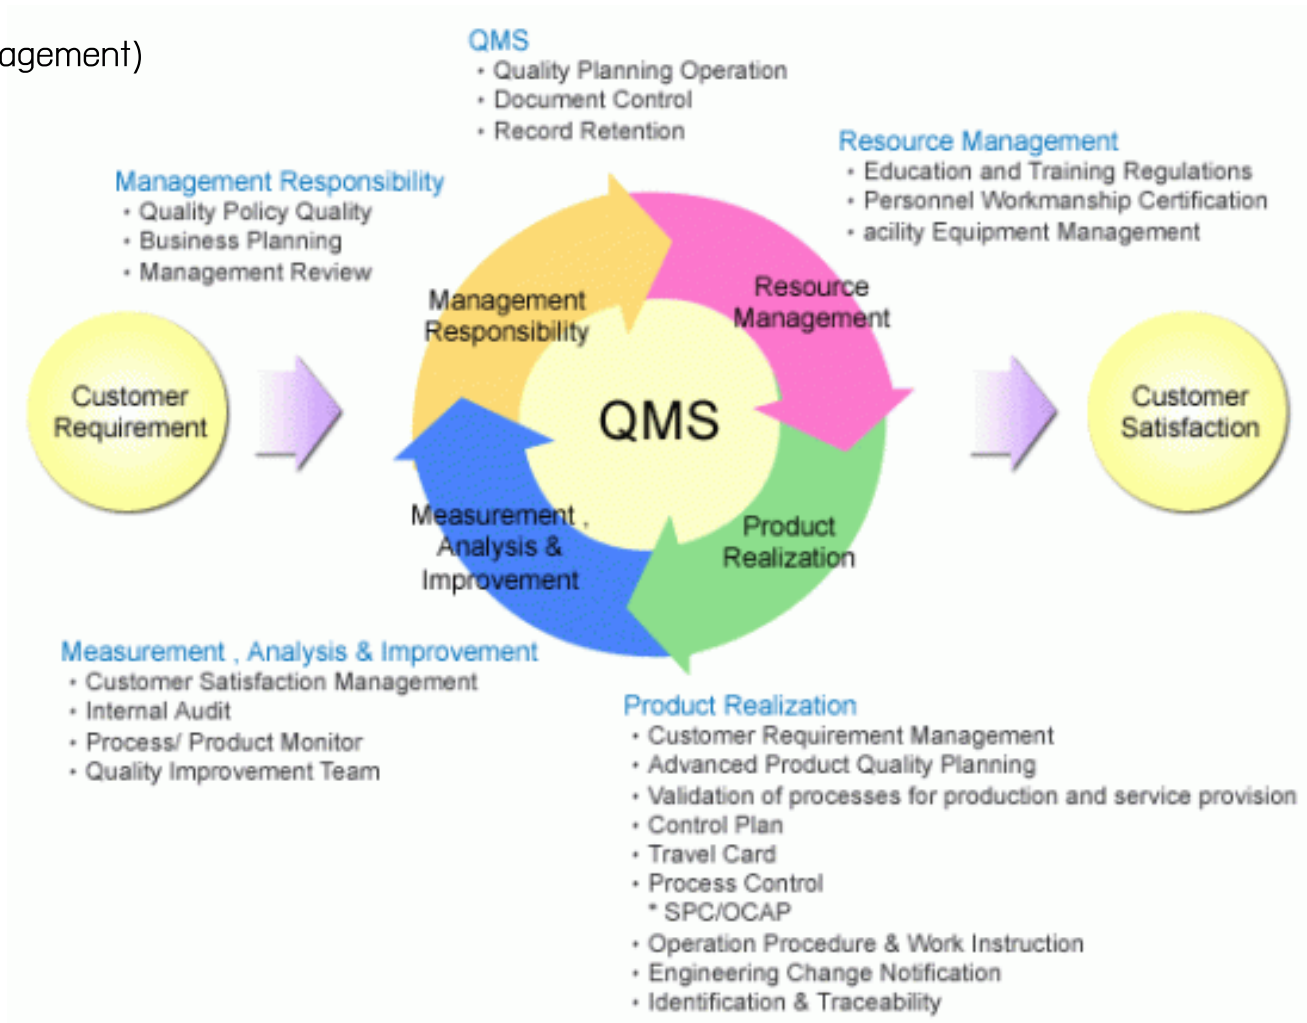 agement)
QMS
· Quality Planning Operation
· Document Control
· Record Retention
Resource Management
· Education and Training Regulations
· Personnel Workmanship Certification
· acility Equipment Management
Management Responsibility
· Quality Policy Quality
· Business Planning
· Management Review
Management
Responsibility
Resource
Management
Customer
Requirement
QMS
Customer
Satisfaction
Measurement ,
Analysis &
Improvement
Product
Realization
Measurement , Analysis & Improvement
· Customer Satisfaction Management
· Internal Audit
· Process/ Product Monitor
· Quality Improvement Team
Product Realization
· Customer Requirement Management
· Advanced Product Quality Planning
· Validation of processes for production and service provision
· Control Plan
· Travel Card
· Process Control
* SPC/OCAP
· Operation Procedure & Work Instruction
· Engineering Change Notification
· Identification & Traceability